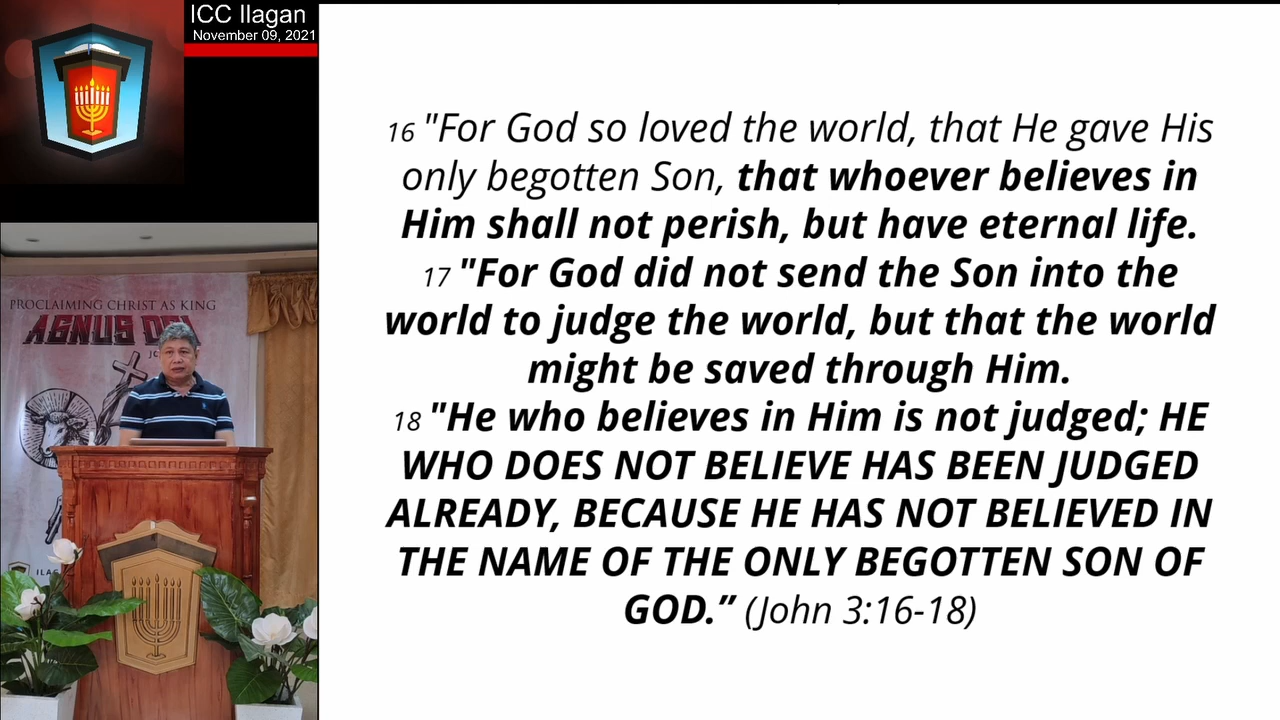 ICC Ilagan
November 09, 2021
16 "For God so loved the world, that He gave His
only begotten Son, that whoever believes in
Him shall not perish, but have eternal life.
17 "For God did not send the Son into the
world to judge the world, but that the world
might be saved through Him.
18 "He who believes in Him is not judged; HE
WHO DOES NOT BELIEVE HAS BEEN JUDGED
ALREADY, BECAUSE HE HAS NOT BELIEVED IN
THE NAME OF THE ONLY BEGOTTEN SON OF
GOD.” (John 3:16-18)
PROCLAIMING CHRIST AS KING
AGNUS DEI